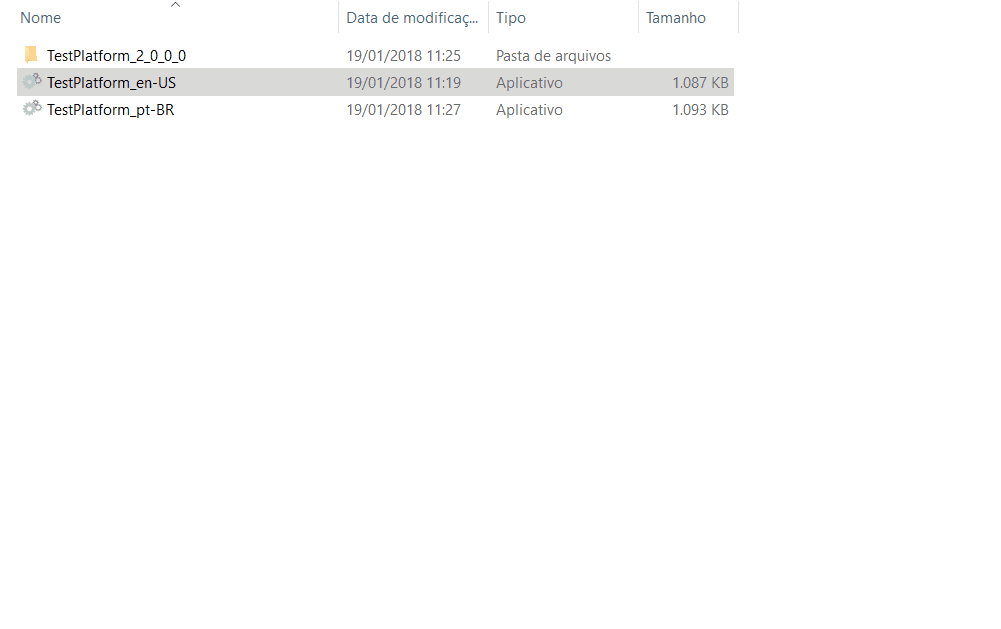 Nome Data de modificaç... Tipo Tamanho
TestPlatform_2_0_0_0 19/01/2018 11:25 Pasta de arquivos
TestPlatform_en-US 19/01/2018 11:19 Aplicativo 1.087 KB
TestPlatform_pt-BR 19/01/2018 11:27 Aplicativo 1.093 KB